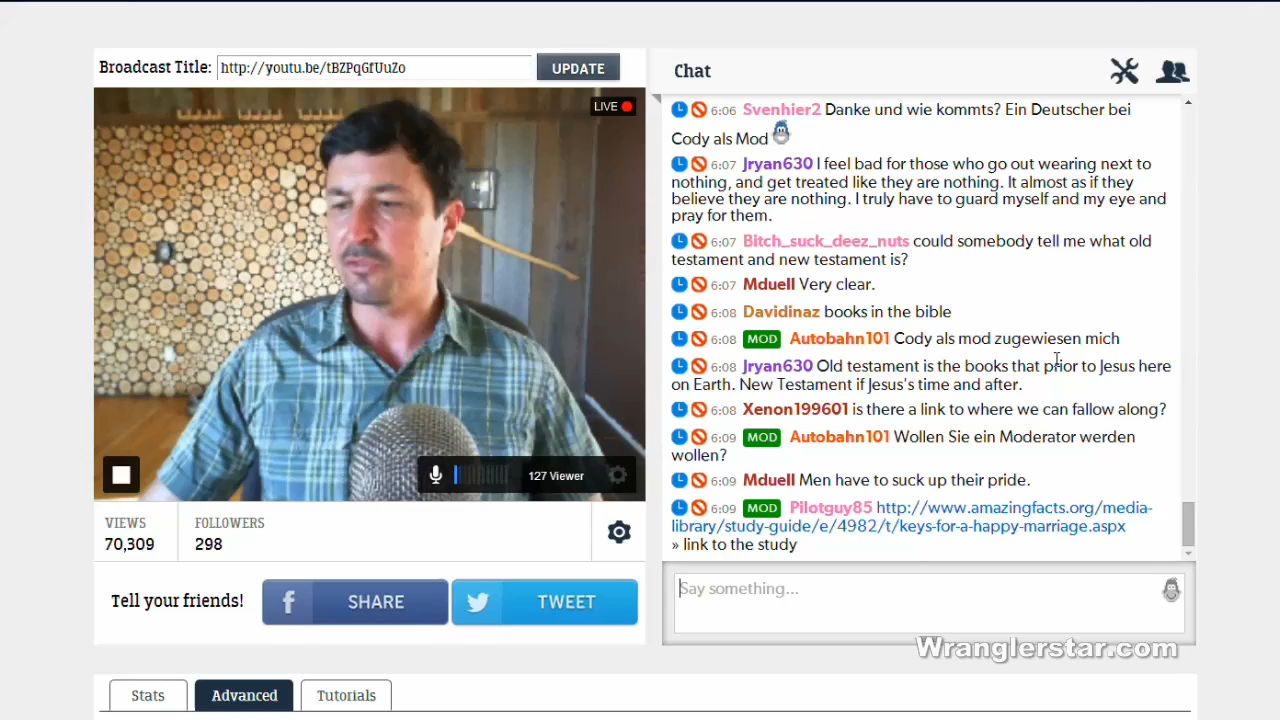 Broadcast Title: http://youtu.be/tBZPqGfUuZo UPDATE
LIVE
127 Viewer
VIEWS
70,309
FOLLOWERS
298
Tell your friends! SHARE TWEET
Stats Advanced Tutorials
Chat
6:06 Svenhier2 Danke und wie kommts? Ein Deutscher bei
Cody als Mod
6:07 Jryan630 I feel bad for those who go out wearing next to
nothing, and get treated like they are nothing. It almost as if they
believe they are nothing. I truly have to guard myself and my eye and
pray for them.
6:07 Bitch_suck_deez_nuts could somebody tell me what old
testament and new testament is?
6:07 Mduell Very clear.
6:08 Davidinaz books in the bible
6:08 MOD Autobahn101 Cody als mod zugewiesen mich
6:08 Jryan630 Old testament is the books that prior to Jesus here
on Earth. New Testament if Jesus's time and after.
6:08 Xenon199601 is there a link to where we can fallow along?
6:09 MOD Autobahn101 Wollen Sie ein Moderator werden
wollen?
6:09 Mduell Men have to suck up their pride.
6:09 MOD Pilotguy85 http://www.amazingfacts.org/media-
library/study-guide/e/4982/t/keys-for-a-happy-marriage.aspx
» link to the study
Say something...
Wranglerstar.com